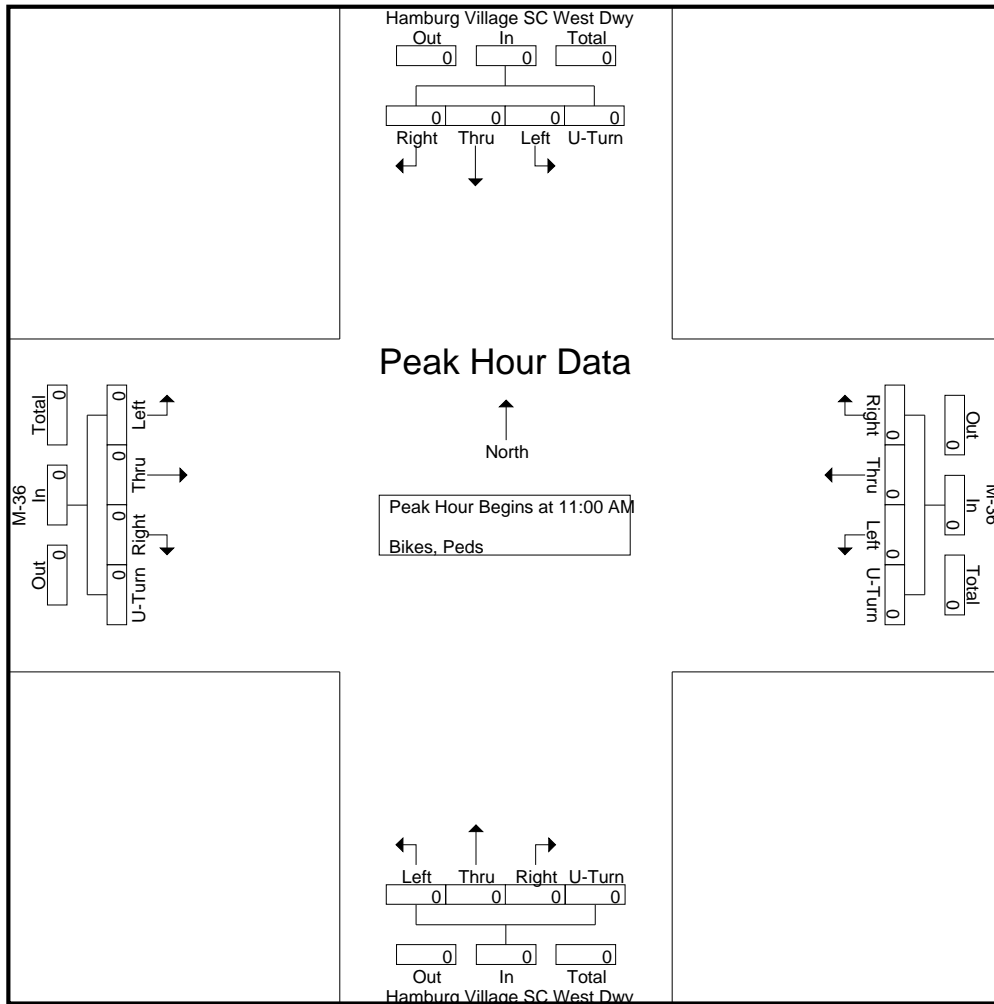 Hamburg Village SC West Dwy
Out In Total
0 0 0
0 0 0 0
Right Thru Left U-Turn
Peak Hour Data
North
Peak Hour Begins at 11:00 AM
Bikes, Peds
M-36
Total In Out
0 0 0
0 0 0 0
Left Thru Right U-Turn
Right Thru Left U-Turn
0 0 0 0
0 0 0
Out In Total
M-36
Left Thru Right U-Turn
0 0 0 0
0 0 0
Out In Total
Hamburg Village SC West Dwy